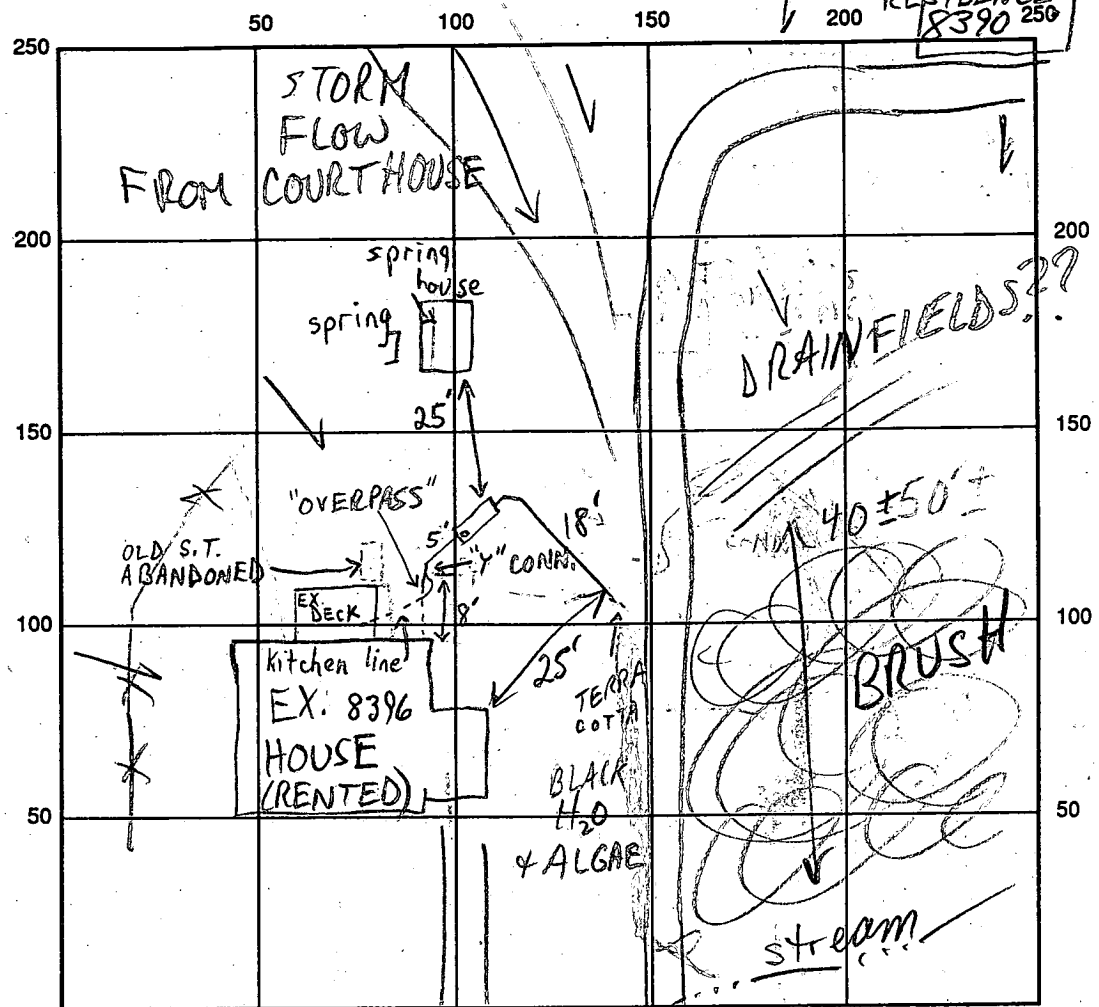 50 100 150 200 250
RESIDENCE
8390
250
STORM
FLOW
FROM COURTHOUSE
200 200
spring
house
spring
DRAINFIELDS??
25'
150 150
"OVERPASS"
18'
40±50'±
5'
OLD S.T.
ABANDONED
"Y" CONN.
EX.
DECK
8'
100 100
Kitchen line
25'
BRUSH
EX. 8396
TERRA
COTTA
HOUSE
(RENTED)
BLACK
H₂O
+ ALGAE
50 50
stream